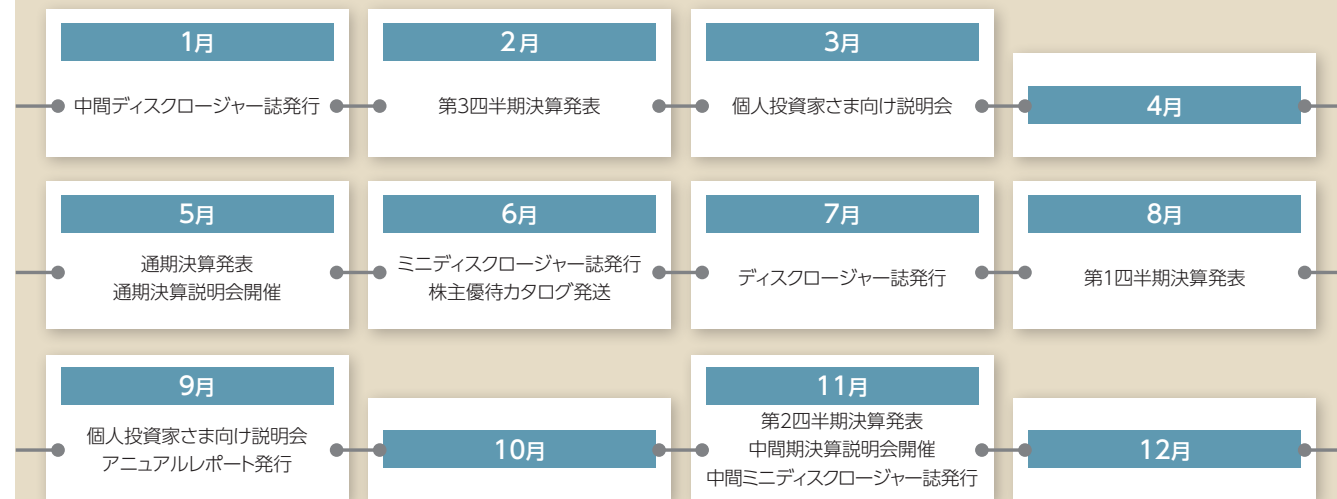 1月
中間ディスクロージャー誌発行
2月
第3四半期決算発表
3月
個人投資家さま向け説明会
4月
5月
通期決算発表
通期決算説明会開催
6月
ミニディスクロージャー誌発行
株主優待カタログ発送
7月
ディスクロージャー誌発行
8月
第1四半期決算発表
9月
個人投資家さま向け説明会
アニュアルレポート発行
10月
11月
第2四半期決算発表
中間期決算説明会開催
中間ミニディスクロージャー誌発行
12月